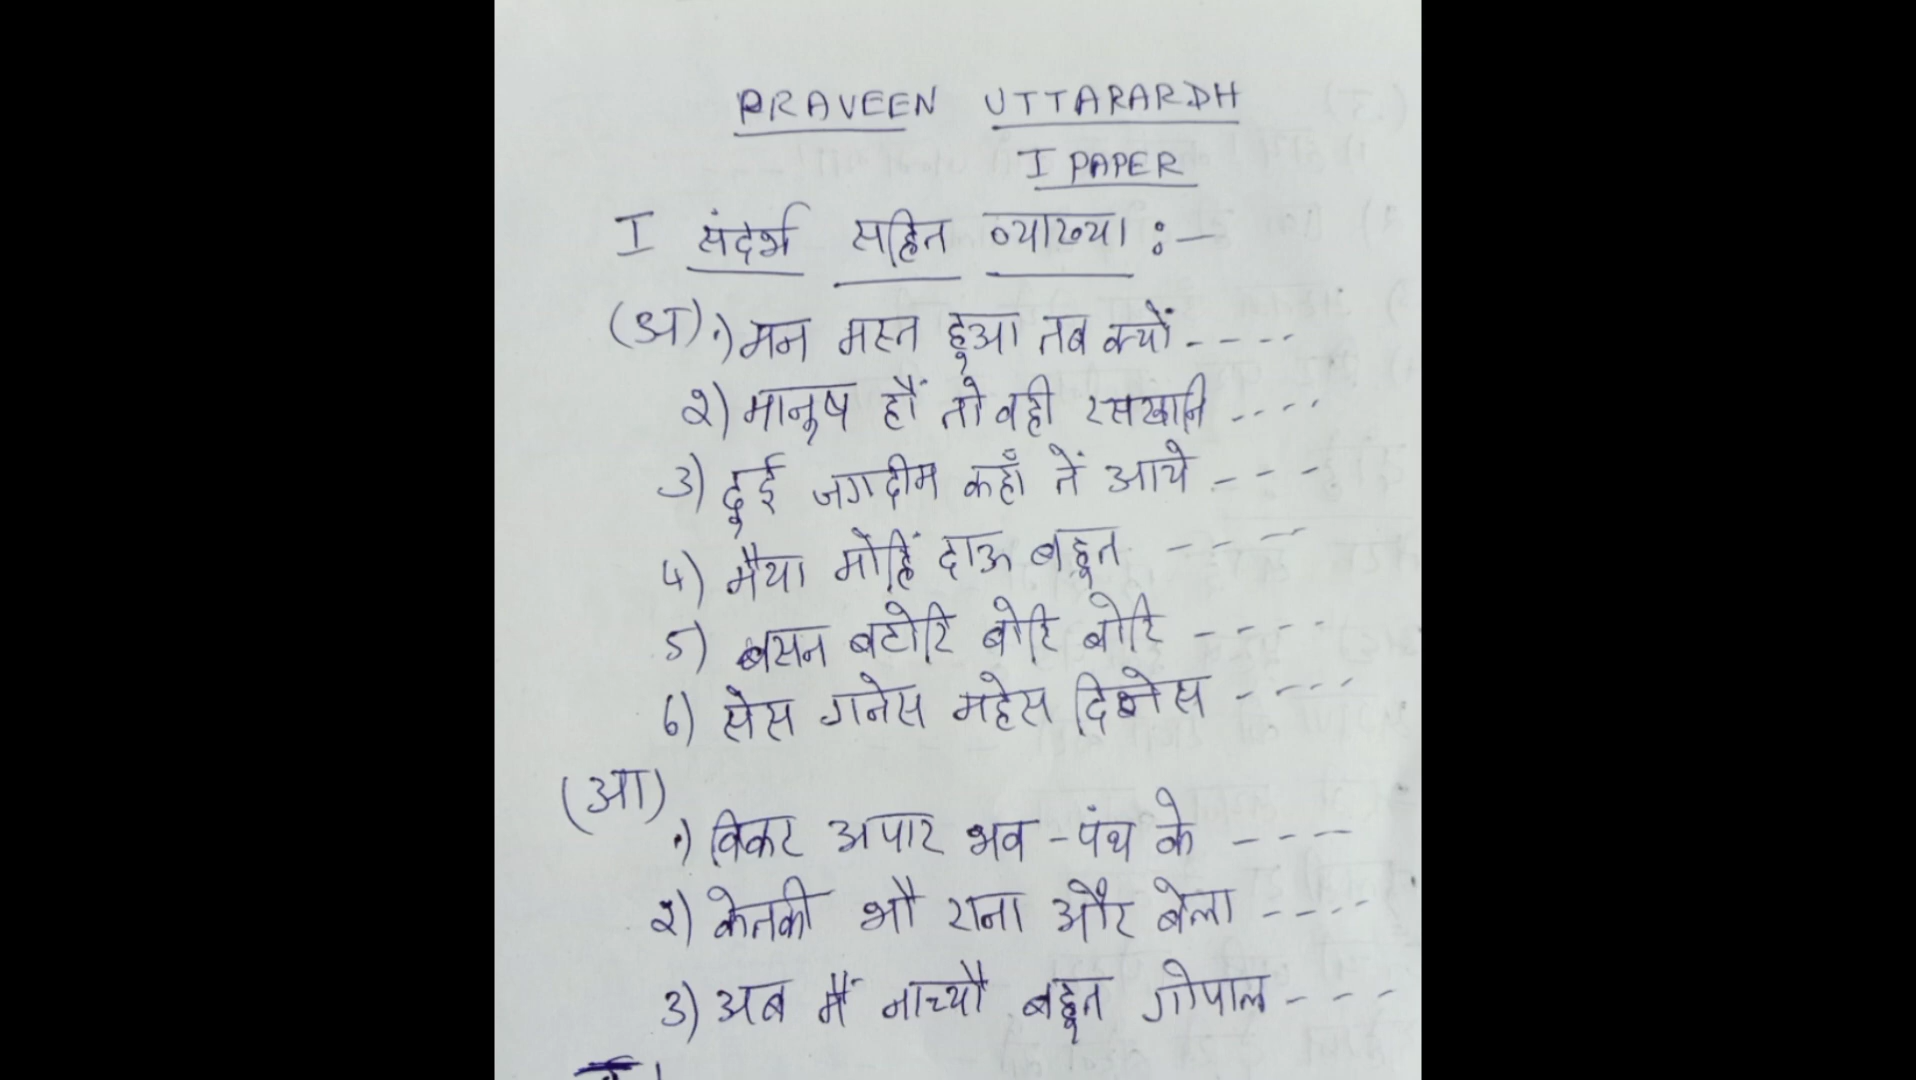 PRAVEEN UTTARARDH
I PAPER
I संदर्भ सहित व्याख्या :-
(अ) 1) मन मस्त हुआ तब क्यों ----
2) मानुष हौं तो वही रसखानि ----
3) दुई जगदीम कहाँ तें आये ---
4) मैया मोहिं दाऊ बहुत ---
5) बसन बटोरि बोरि बोरि ----
6) सेस गनेस महेस दिनेस ----
(आ)
1) विकट अपार भव-पंथ के ---
2) केतकी भौ राना और बेला ----
3) अब मैं नाच्यौ बहुत गोपाल ---